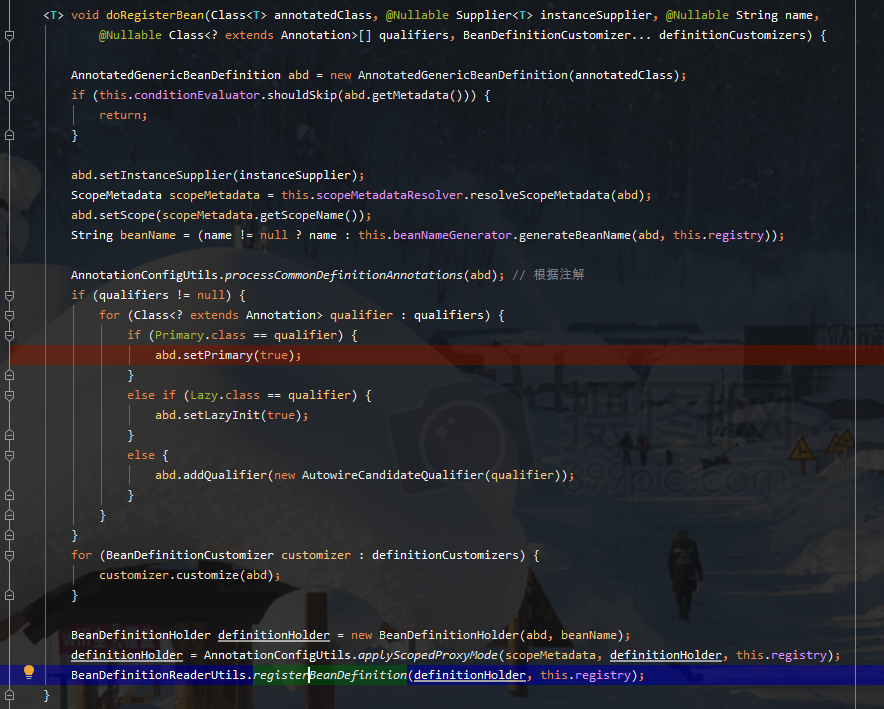 <T> void doRegisterBean(Class<T> annotatedClass, @Nullable Supplier<T> instanceSupplier, @Nullable String name,
@Nullable Class<? extends Annotation>[] qualifiers, BeanDefinitionCustomizer... definitionCustomizers) {
AnnotatedGenericBeanDefinition abd = new AnnotatedGenericBeanDefinition(annotatedClass);
if (this.conditionEvaluator.shouldSkip(abd.getMetadata())) {
return;
}
abd.setInstanceSupplier(instanceSupplier);
ScopeMetadata scopeMetadata = this.scopeMetadataResolver.resolveScopeMetadata(abd);
abd.setScope(scopeMetadata.getScopeName());
String beanName = (name != null ? name : this.beanNameGenerator.generateBeanName(abd, this.registry));
AnnotationConfigUtils.processCommonDefinitionAnnotations(abd); // 根据注解
if (qualifiers != null) {
for (Class<? extends Annotation> qualifier : qualifiers) {
if (Primary.class == qualifier) {
abd.setPrimary(true);
}
else if (Lazy.class == qualifier) {
abd.setLazyInit(true);
}
else {
abd.addQualifier(new AutowireCandidateQualifier(qualifier));
}
}
}
for (BeanDefinitionCustomizer customizer : definitionCustomizers) {
customizer.customize(abd);
}
BeanDefinitionHolder definitionHolder = new BeanDefinitionHolder(abd, beanName);
definitionHolder = AnnotationConfigUtils.applyScopedProxyMode(scopeMetadata, definitionHolder, this.registry);
BeanDefinitionReaderUtils.registerBeanDefinition(definitionHolder, this.registry);
}